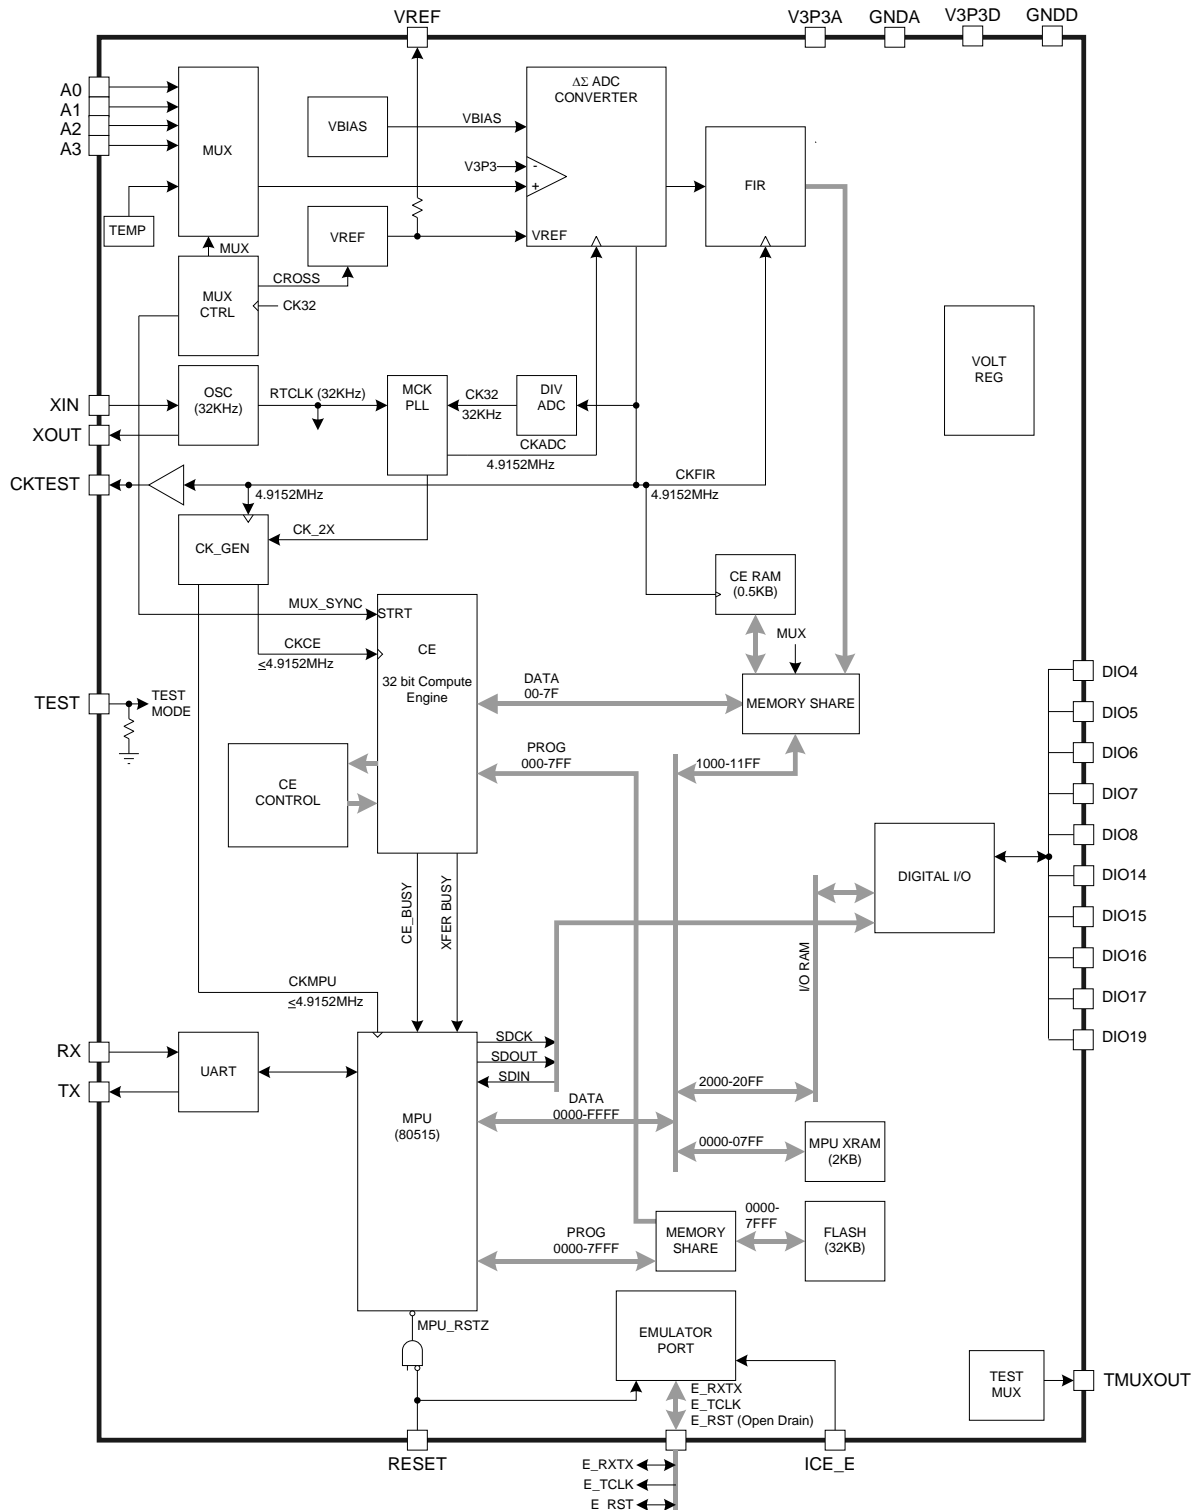 VREF
V3P3A
GNDA
V3P3D
GNDD
A0
A1
A2
A3
MUX
TEMP
VBIAS
VBIAS
ΔΣ ADC
CONVERTER
V3P3
-
+
VREF
VREF
FIR
MUX
MUX
CTRL
CROSS
CK32
VOLT
REG
XIN
XOUT
OSC
(32KHz)
RTCLK (32KHz)
MCK
PLL
CK32
32KHz
DIV
ADC
CKADC
4.9152MHz
CKTEST
4.9152MHz
CKFIR
4.9152MHz
CK_GEN
CK_2X
CE RAM
(0.5KB)
MUX_SYNC
STRT
CE
32 bit Compute
Engine
CKCE
≤4.9152MHz
MUX
MEMORY SHARE
DATA
00-7F
TEST
TEST
MODE
PROG
000-7FF
1000-11FF
CE
CONTROL
DIO4
DIO5
DIO6
DIO7
DIO8
DIO14
DIO15
DIO16
DIO17
DIO19
DIGITAL I/O
CE_BUSY
XFER BUSY
I/O RAM
CKMPU
≤4.9152MHz
RX
TX
UART
MPU
(80515)
SDCK
SDOUT
SDIN
DATA
0000-FFFF
2000-20FF
0000-07FF
MPU XRAM
(2KB)
PROG
0000-7FFF
MEMORY
SHARE
0000-
7FFF
FLASH
(32KB)
MPU_RSTZ
EMULATOR
PORT
E_RXTX
E_TCLK
E_RST (Open Drain)
TEST
MUX
TMUXOUT
RESET
ICE_E
E_RXTX
E_TCLK
E_RST